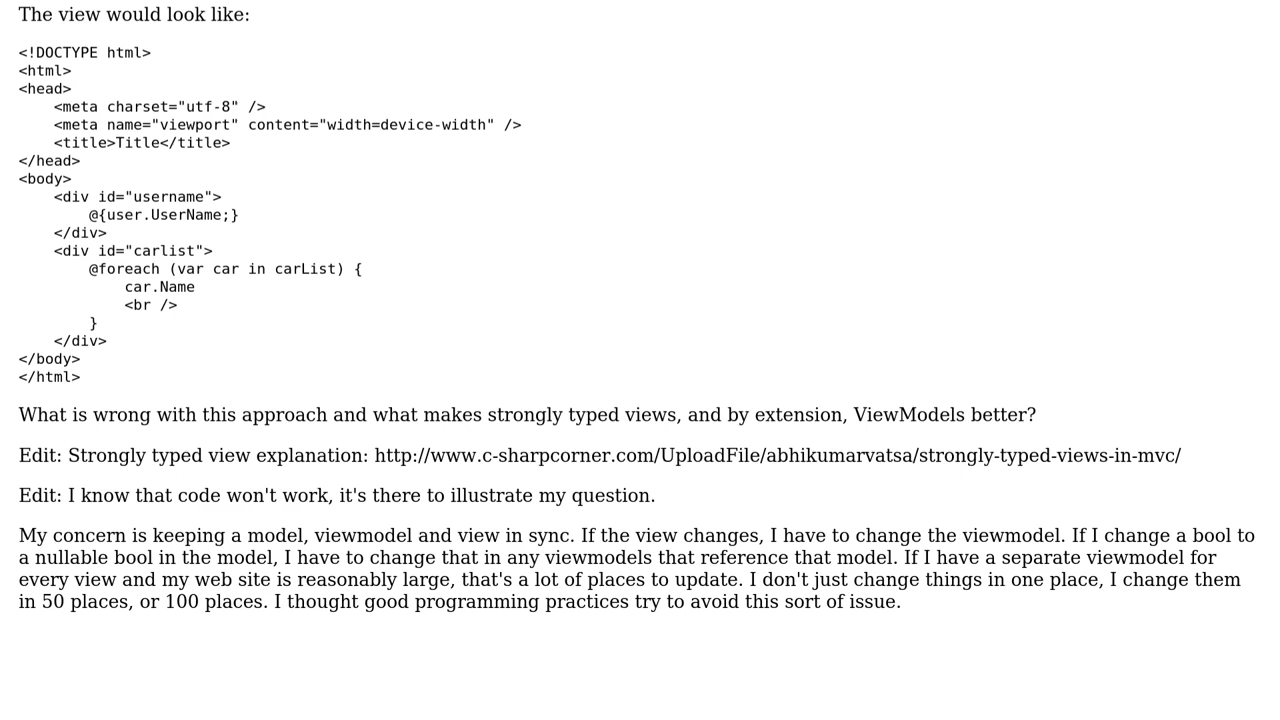 The view would look like:
<!DOCTYPE html>
<html>
<head>
    <meta charset="utf-8" />
    <meta name="viewport" content="width=device-width" />
    <title>Title</title>
</head>
<body>
    <div id="username">
        @{user.UserName;}
    </div>
    <div id="carlist">
        @foreach (var car in carList) {
            car.Name
            <br />
        }
    </div>
</body>
</html>
What is wrong with this approach and what makes strongly typed views, and by extension, ViewModels better?
Edit: Strongly typed view explanation: http://www.c-sharpcorner.com/UploadFile/abhikumarvatsa/strongly-typed-views-in-mvc/
Edit: I know that code won't work, it's there to illustrate my question.
My concern is keeping a model, viewmodel and view in sync. If the view changes, I have to change the viewmodel. If I change a bool to
a nullable bool in the model, I have to change that in any viewmodels that reference that model. If I have a separate viewmodel for
every view and my web site is reasonably large, that's a lot of places to update. I don't just change things in one place, I change them
in 50 places, or 100 places. I thought good programming practices try to avoid this sort of issue.